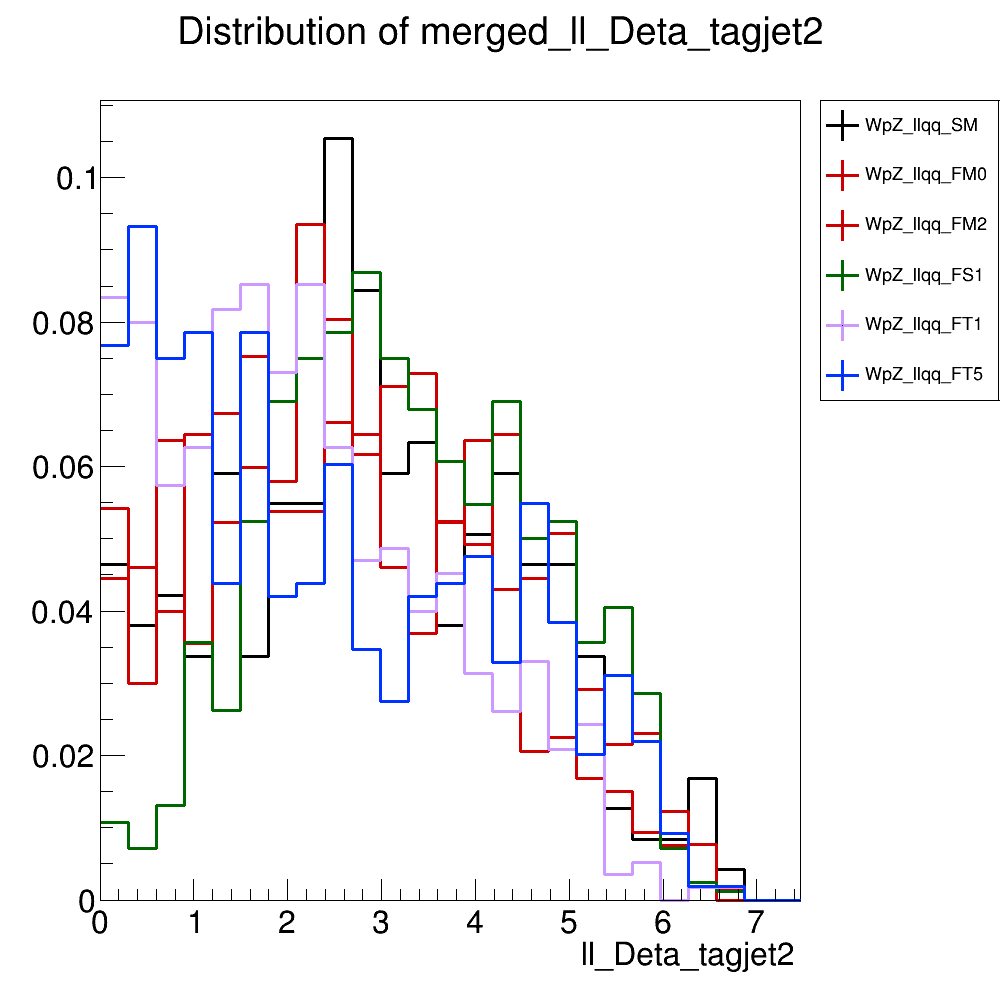 Distribution of merged_ll_Deta_tagjet2
WpZ_llqq_SM
WpZ_llqq_FM0
WpZ_llqq_FM2
WpZ_llqq_FS1
WpZ_llqq_FT1
WpZ_llqq_FT5
0.1
0.08
0.06
0.04
0.02
0
0 1 2 3 4 5 6 7
ll_Deta_tagjet2